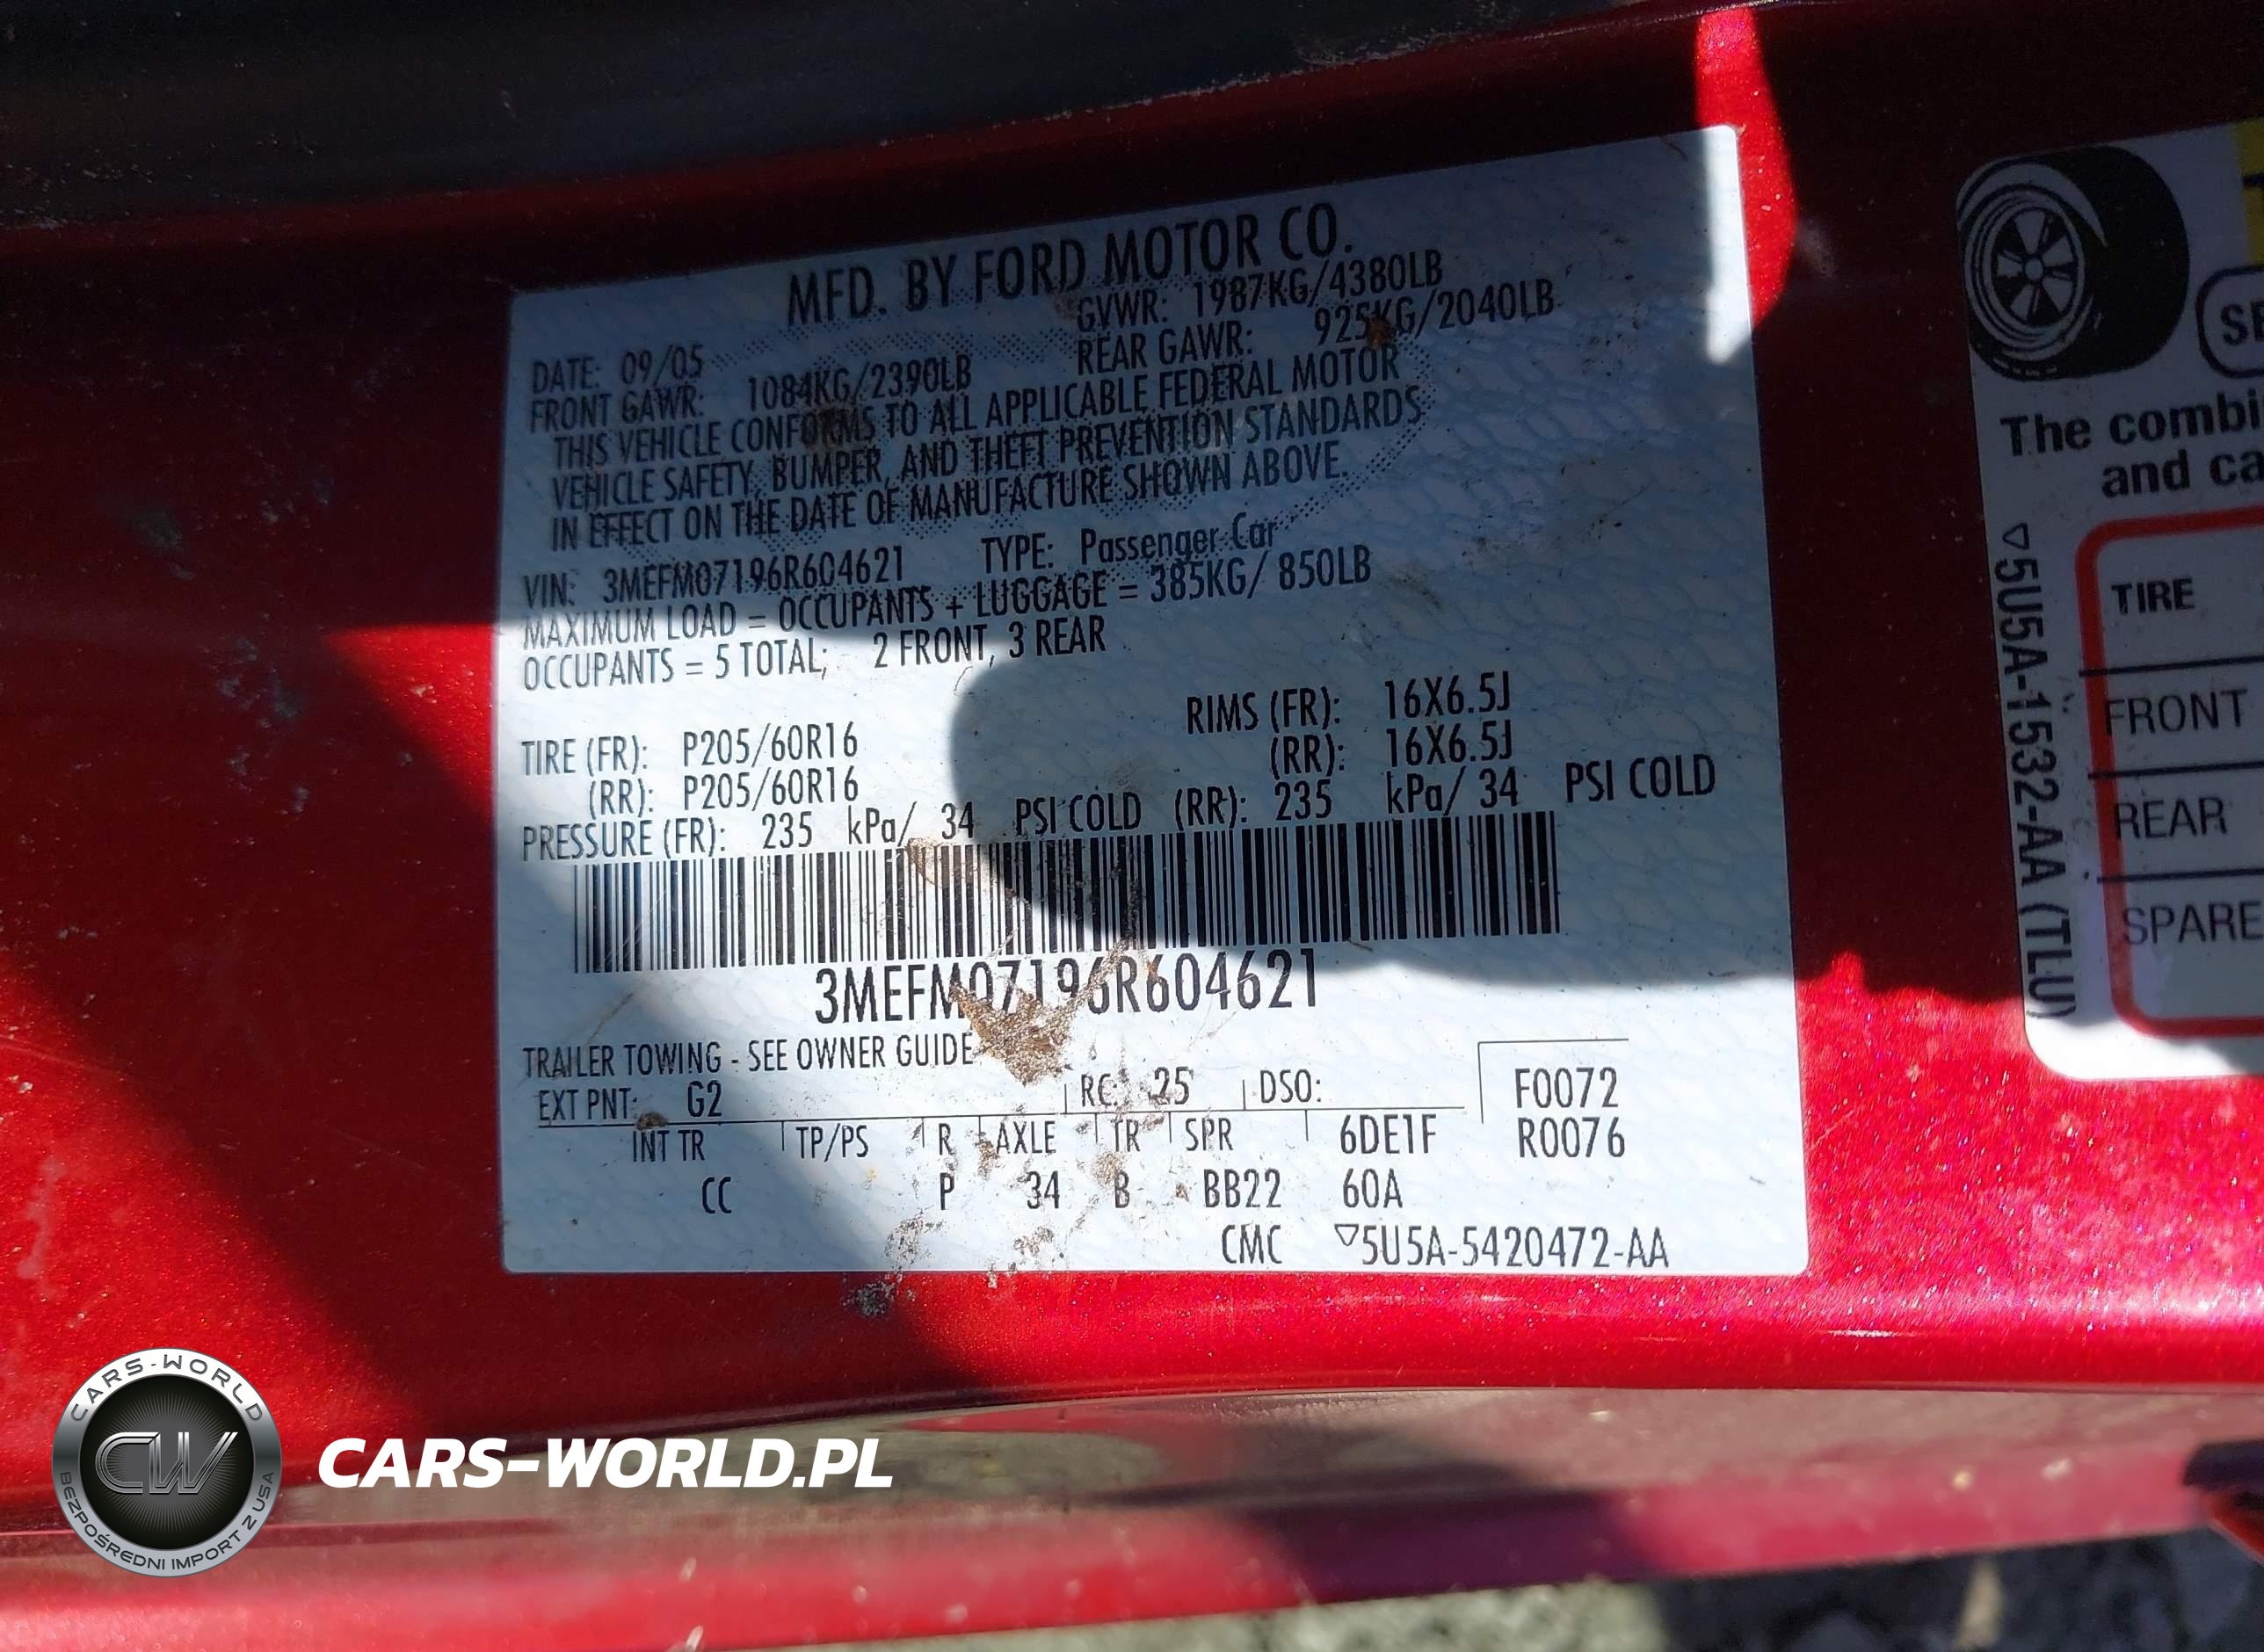 MFD. BY FORD MOTOR CO.
DATE: 09/05 GVWR: 1987KG/4380LB
FRONT GAWR: 1084KG/2390LB REAR GAWR: 925KG/2040LB
THIS VEHICLE CONFORMS TO ALL APPLICABLE FEDERAL MOTOR
VEHICLE SAFETY, BUMPER, AND THEFT PREVENTION STANDARDS
IN EFFECT ON THE DATE OF MANUFACTURE SHOWN ABOVE.
VIN: 3MEFM07196R604621 TYPE: Passenger Car
MAXIMUM LOAD = OCCUPANTS + LUGGAGE = 385KG/ 850LB
OCCUPANTS = 5 TOTAL; 2 FRONT, 3 REAR
TIRE (FR): P205/60R16 RIMS (FR): 16X6.5J
(RR): P205/60R16 (RR): 16X6.5J
PRESSURE (FR): 235 kPa/ 34 PSI COLD (RR): 235 kPa/ 34 PSI COLD
3MEFM07196R604621
TRAILER TOWING - SEE OWNER GUIDE
EXT PNT: G2 RC: 25 DSO: F0072
INT TR TP/PS R AXLE TR SPR 6DE1F R0076
CC P 34 B BB22 60A
CMC ▽5U5A-5420472-AA
The combi
and ca
▽5U5A-1532-AA (TLU)
TIRE
FRONT
REAR
SPARE
CARS-WORLD
CW
BEZPOŚREDNI IMPORT Z USA
CARS-WORLD.PL